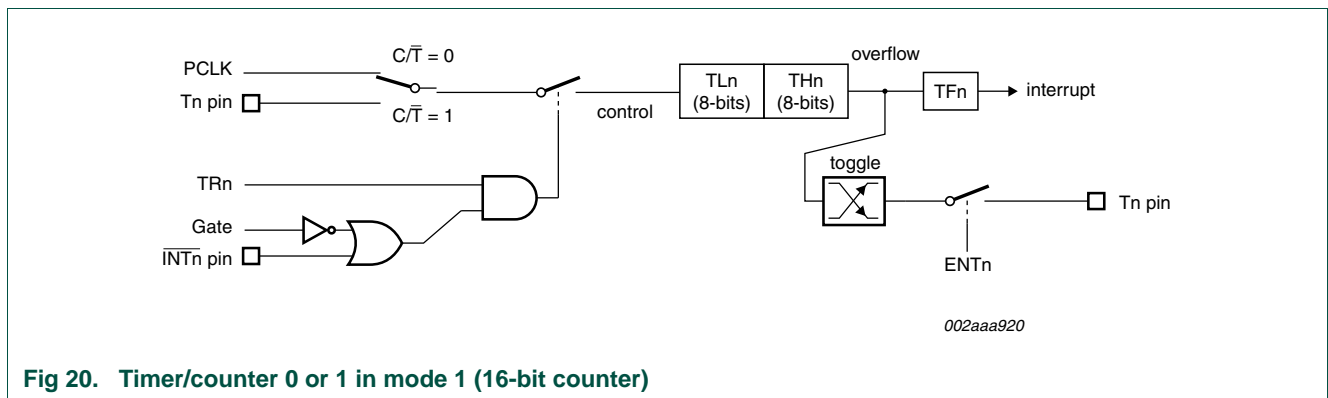 PCLK
C/T̅ = 0
overflow
Tn pin
C/T̅ = 1
control
TLn
(8-bits)
THn
(8-bits)
TFn
interrupt
toggle
TRn
Gate
I̅N̅T̅n̅ pin
Tn pin
ENTn
002aaa920
Fig 20. Timer/counter 0 or 1 in mode 1 (16-bit counter)